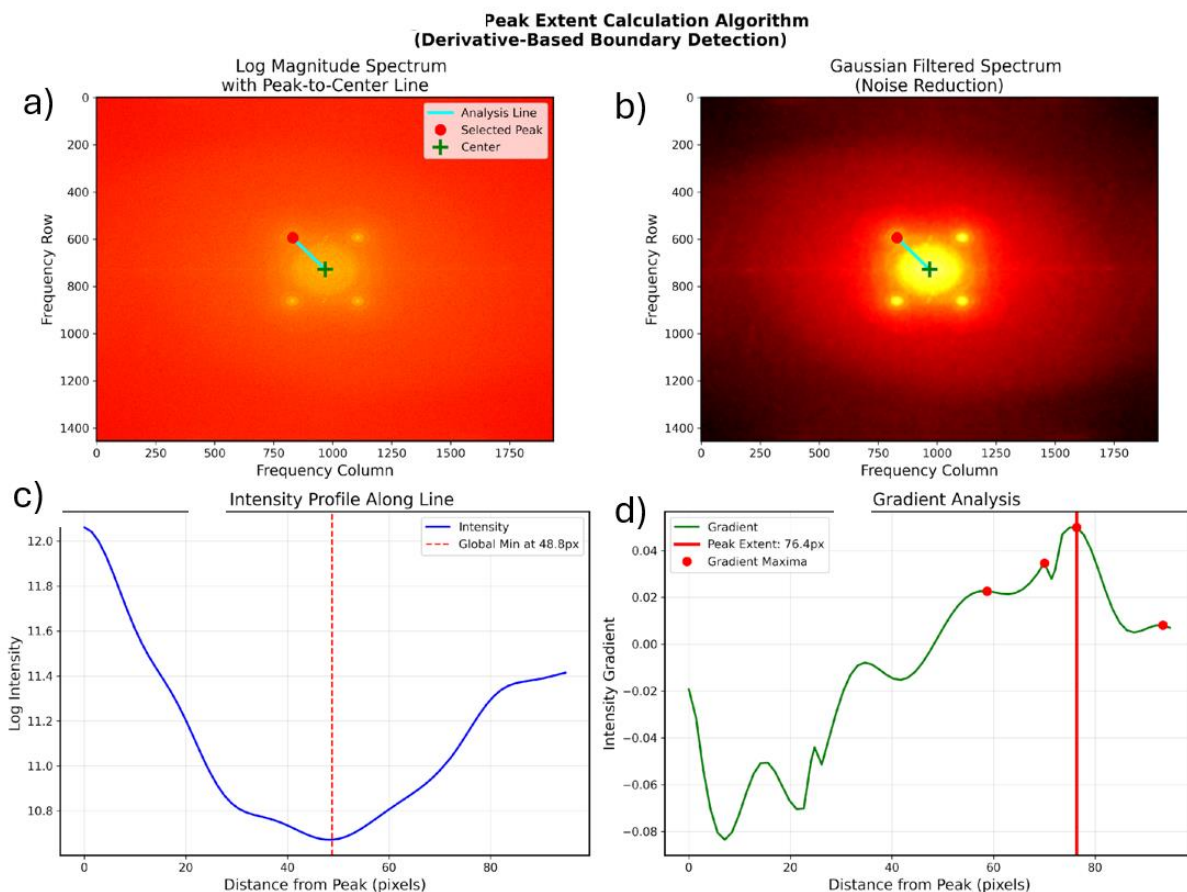 Peak Extent Calculation Algorithm
(Derivative-Based Boundary Detection)
a)
Log Magnitude Spectrum
with Peak-to-Center Line
Analysis Line
Selected Peak
Center
0
200
400
600
800
1000
1200
1400
Frequency Row
0 250 500 750 1000 1250 1500 1750
Frequency Column
b)
Gaussian Filtered Spectrum
(Noise Reduction)
0
200
400
600
800
1000
1200
1400
Frequency Row
0 250 500 750 1000 1250 1500 1750
Frequency Column
c)
Intensity Profile Along Line
Intensity
Global Min at 48.8px
12.0
11.8
11.6
11.4
11.2
11.0
10.8
Log Intensity
0 20 40 60 80
Distance from Peak (pixels)
d)
Gradient Analysis
Gradient
Peak Extent: 76.4px
Gradient Maxima
0.04
0.02
0.00
−0.02
−0.04
−0.06
−0.08
Intensity Gradient
0 20 40 60 80
Distance from Peak (pixels)